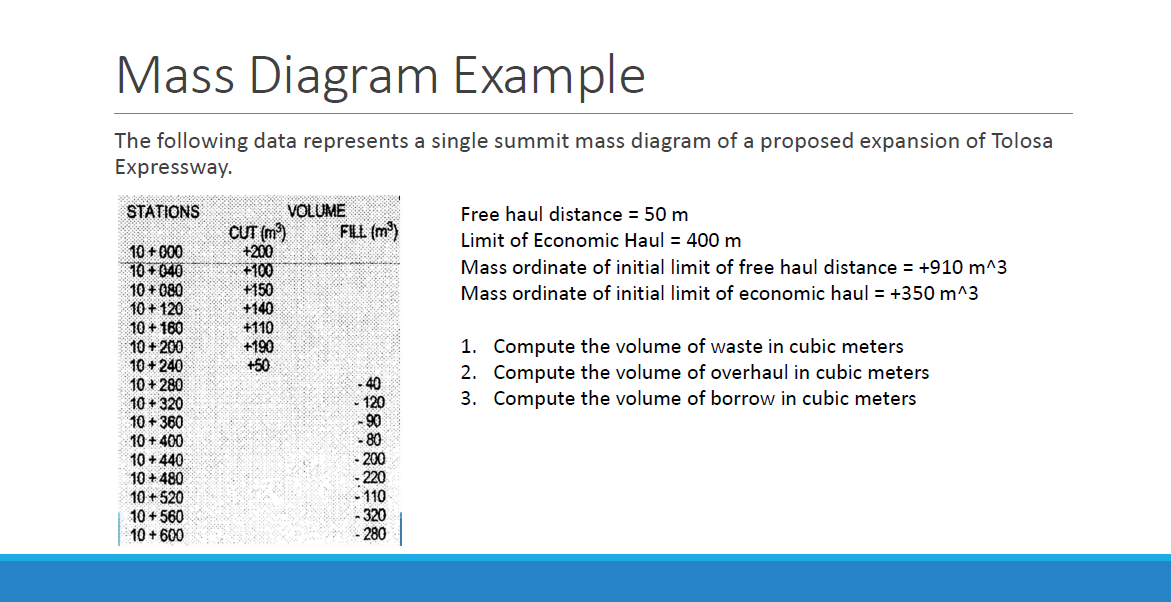 Mass Diagram Example
The following data represents a single summit mass diagram of a proposed expansion of Tolosa
Expressway.
STATIONS VOLUME
CUT (m³) FILL (m³)
10 + 000 +200
10 + 040 +100
10 + 080 +150
10 + 120 +140
10 + 160 +110
10 + 200 +190
10 + 240 +50
10 + 280 - 40
10 + 320 - 120
10 + 360 - 90
10 + 400 - 80
10 + 440 - 200
10 + 480 - 220
10 + 520 - 110
10 + 560 - 320
10 + 600 - 280
Free haul distance = 50 m
Limit of Economic Haul = 400 m
Mass ordinate of initial limit of free haul distance = +910 m^3
Mass ordinate of initial limit of economic haul = +350 m^3
1. Compute the volume of waste in cubic meters
2. Compute the volume of overhaul in cubic meters
3. Compute the volume of borrow in cubic meters